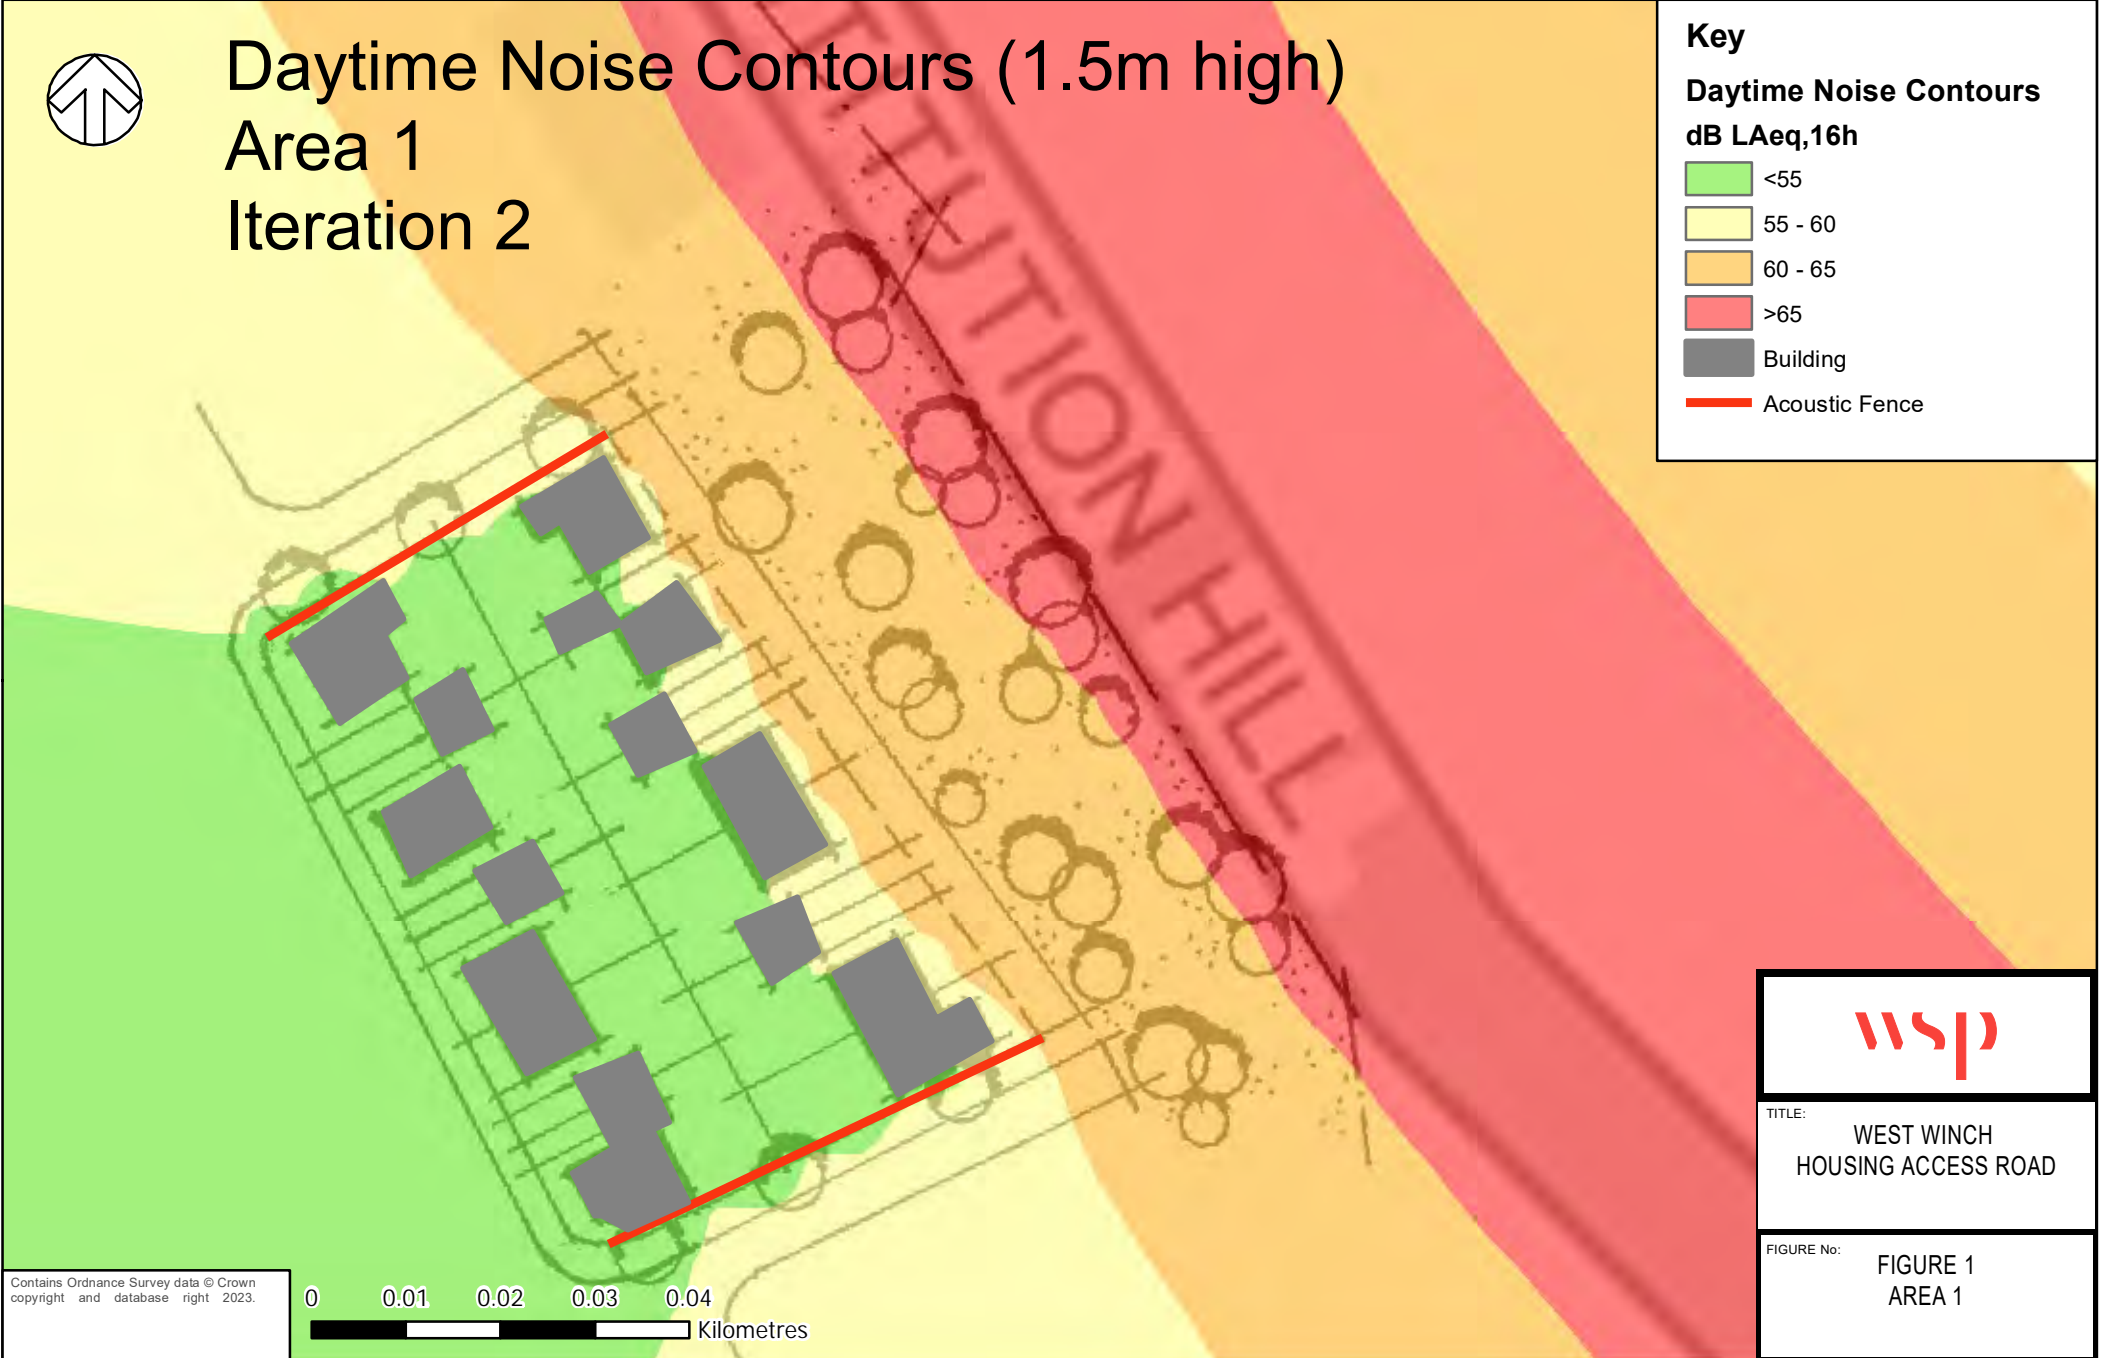 Daytime Noise Contours (1.5m high)
Area 1
Iteration 2
TITUTION HILL
Key
Daytime Noise Contours
dB LAeq,16h
<55
55 - 60
60 - 65
>65
Building
Acoustic Fence
wsp
TITLE:
WEST WINCH
HOUSING ACCESS ROAD
FIGURE No:
FIGURE 1
AREA 1
Contains Ordnance Survey data © Crown
copyright and database right 2023.
0 0.01 0.02 0.03 0.04
Kilometres